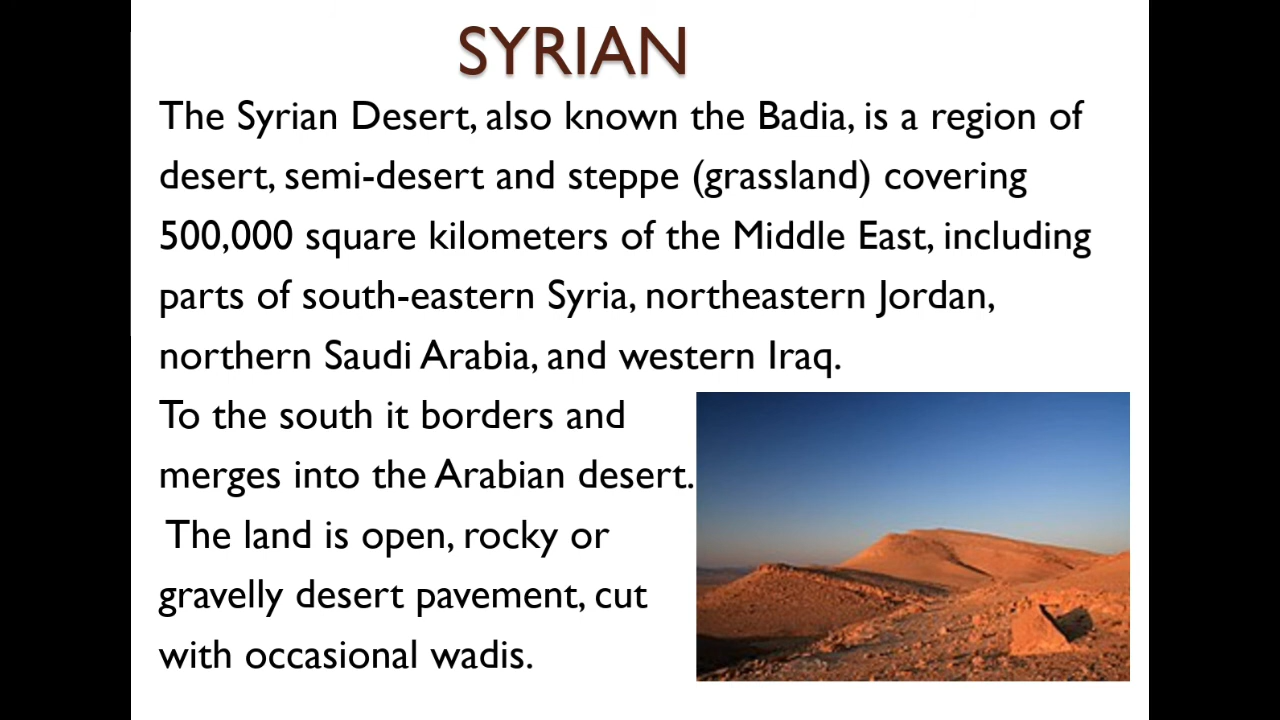 SYRIAN
The Syrian Desert, also known the Badia, is a region of
desert, semi-desert and steppe (grassland) covering
500,000 square kilometers of the Middle East, including
parts of south-eastern Syria, northeastern Jordan,
northern Saudi Arabia, and western Iraq.
To the south it borders and
merges into the Arabian desert.
The land is open, rocky or
gravelly desert pavement, cut
with occasional wadis.